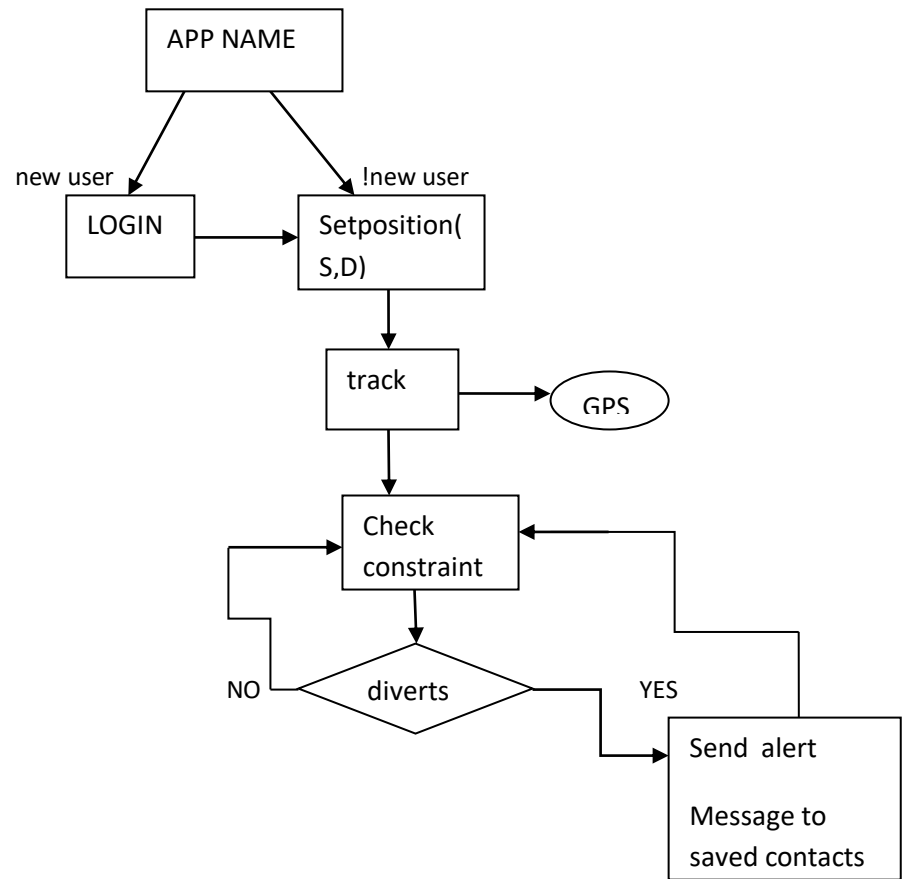 APP NAME
new user
!new user
LOGIN
Setposition(
S,D)
track
GPS
Check
constraint
NO
diverts
YES
Send alert
Message to
saved contacts